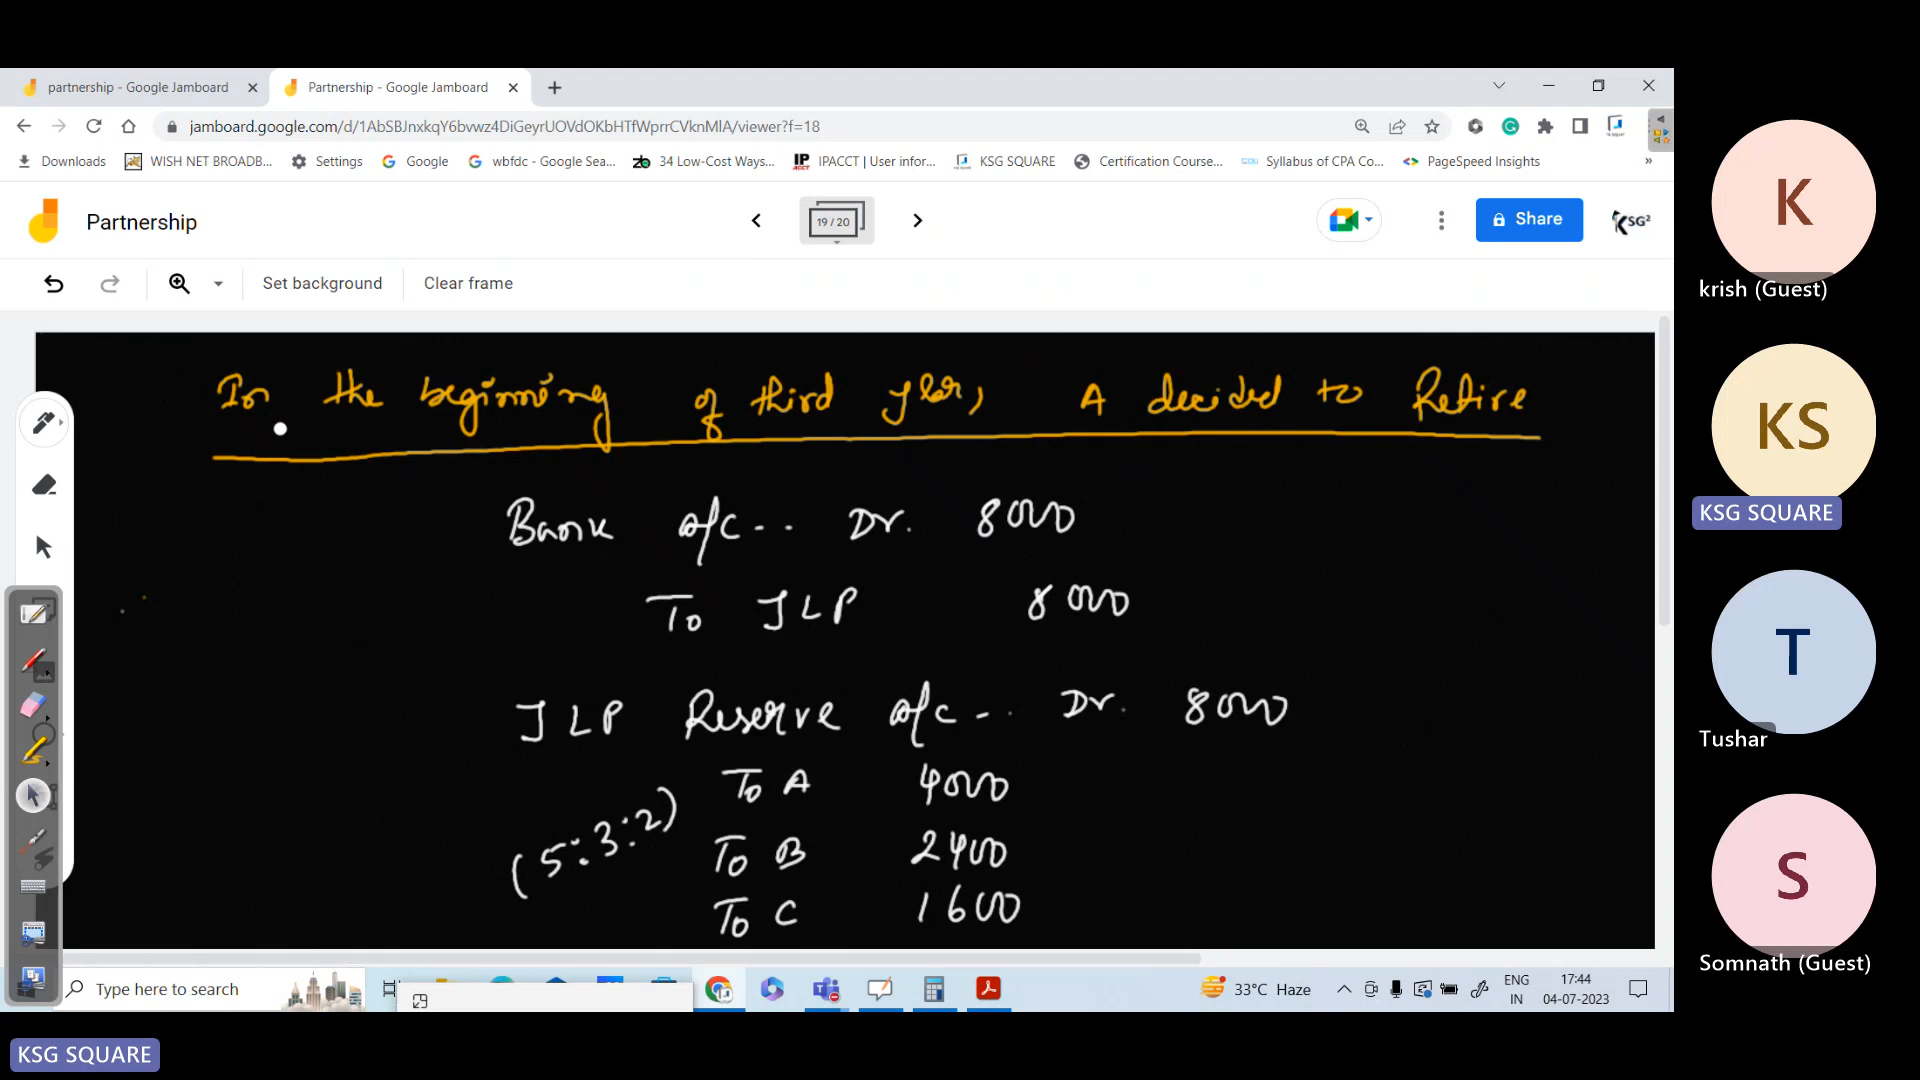 partnership - Google Jamboard
Partnership - Google Jamboard
jamboard.google.com/d/1AbSBJnxkqY6bvwz4DiGeyrUOVdOKbHTfWprrCVknMlA/viewer?f=18
Downloads WISH NET BROADB... Settings Google wbfdc - Google Sea... 34 Low-Cost Ways... IPACCT | User infor... KSG SQUARE Certification Course... Syllabus of CPA Co... PageSpeed Insights »
Partnership
19 / 20
Share
KSG²
Set background
Clear frame
In the beginning of third year, A decided to Retire
Bank a/c -- Dr. 8000
To JLP 8000
JLP Reserve a/c -- Dr. 8000
To A 4000
(5:3:2)
To B 2400
To C 1600
Type here to search
33°C Haze
ENG
IN
17:44
04-07-2023
K
krish (Guest)
KS
KSG SQUARE
T
Tushar
S
Somnath (Guest)
KSG SQUARE